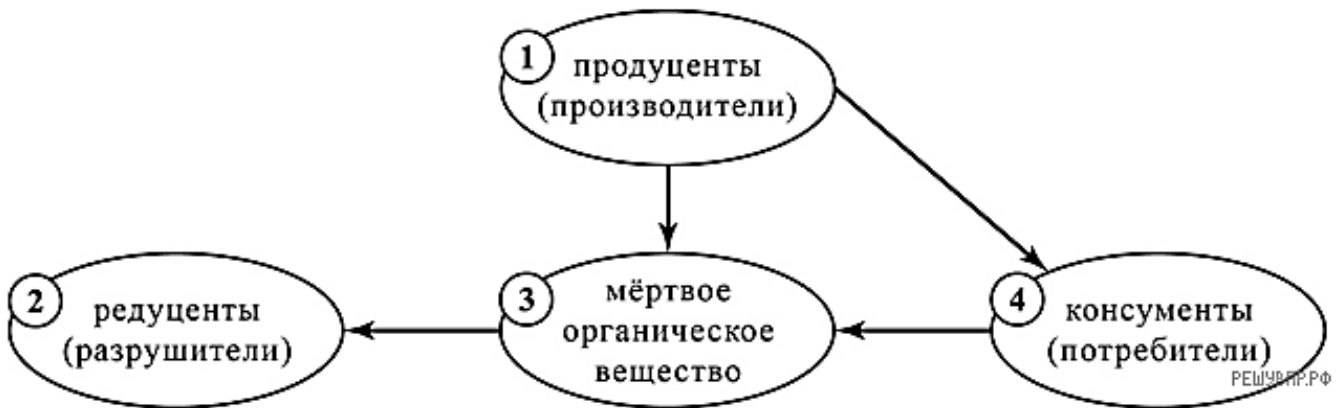 1
продуценты
(производители)
2
редуценты
(разрушители)
3
мёртвое
органическое
вещество
4
консументы
(потребители)
РЕШУВПР.РФ